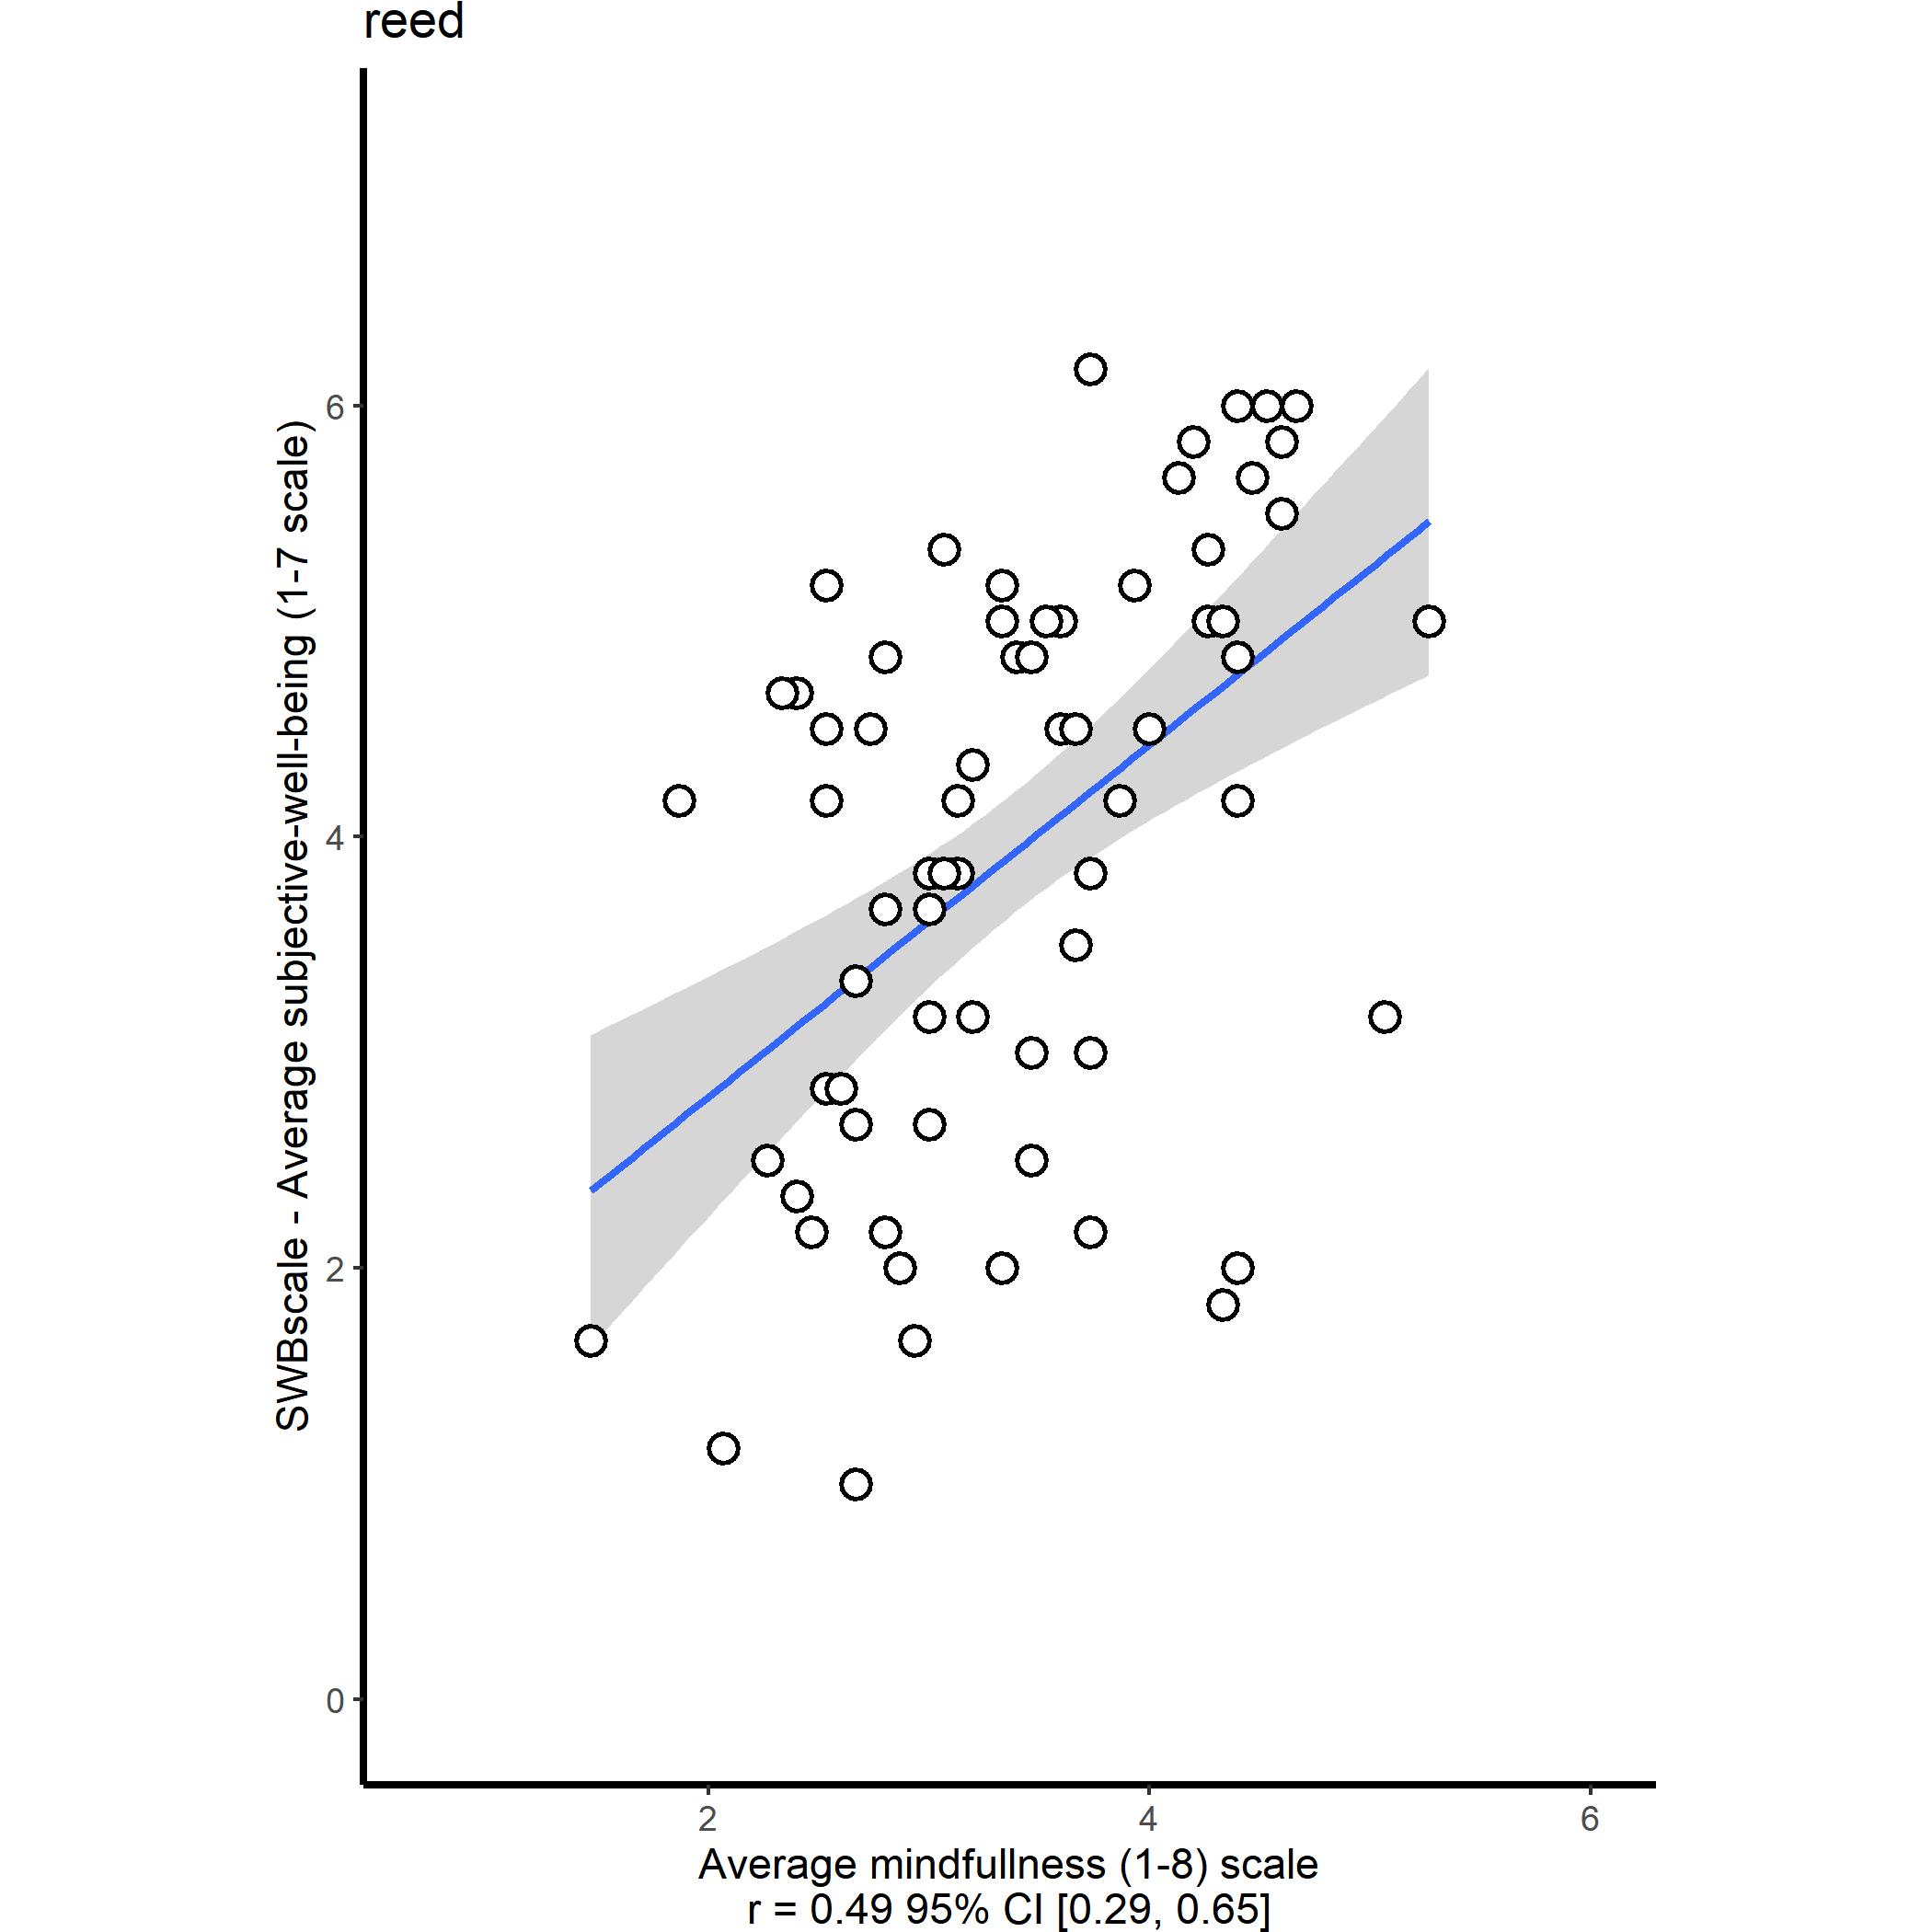 reed
SWBscale - Average subjective-well-being (1-7 scale)
6
4
2
0
2
4
6
Average mindfullness (1-8) scale
r = 0.49 95% CI [0.29, 0.65]